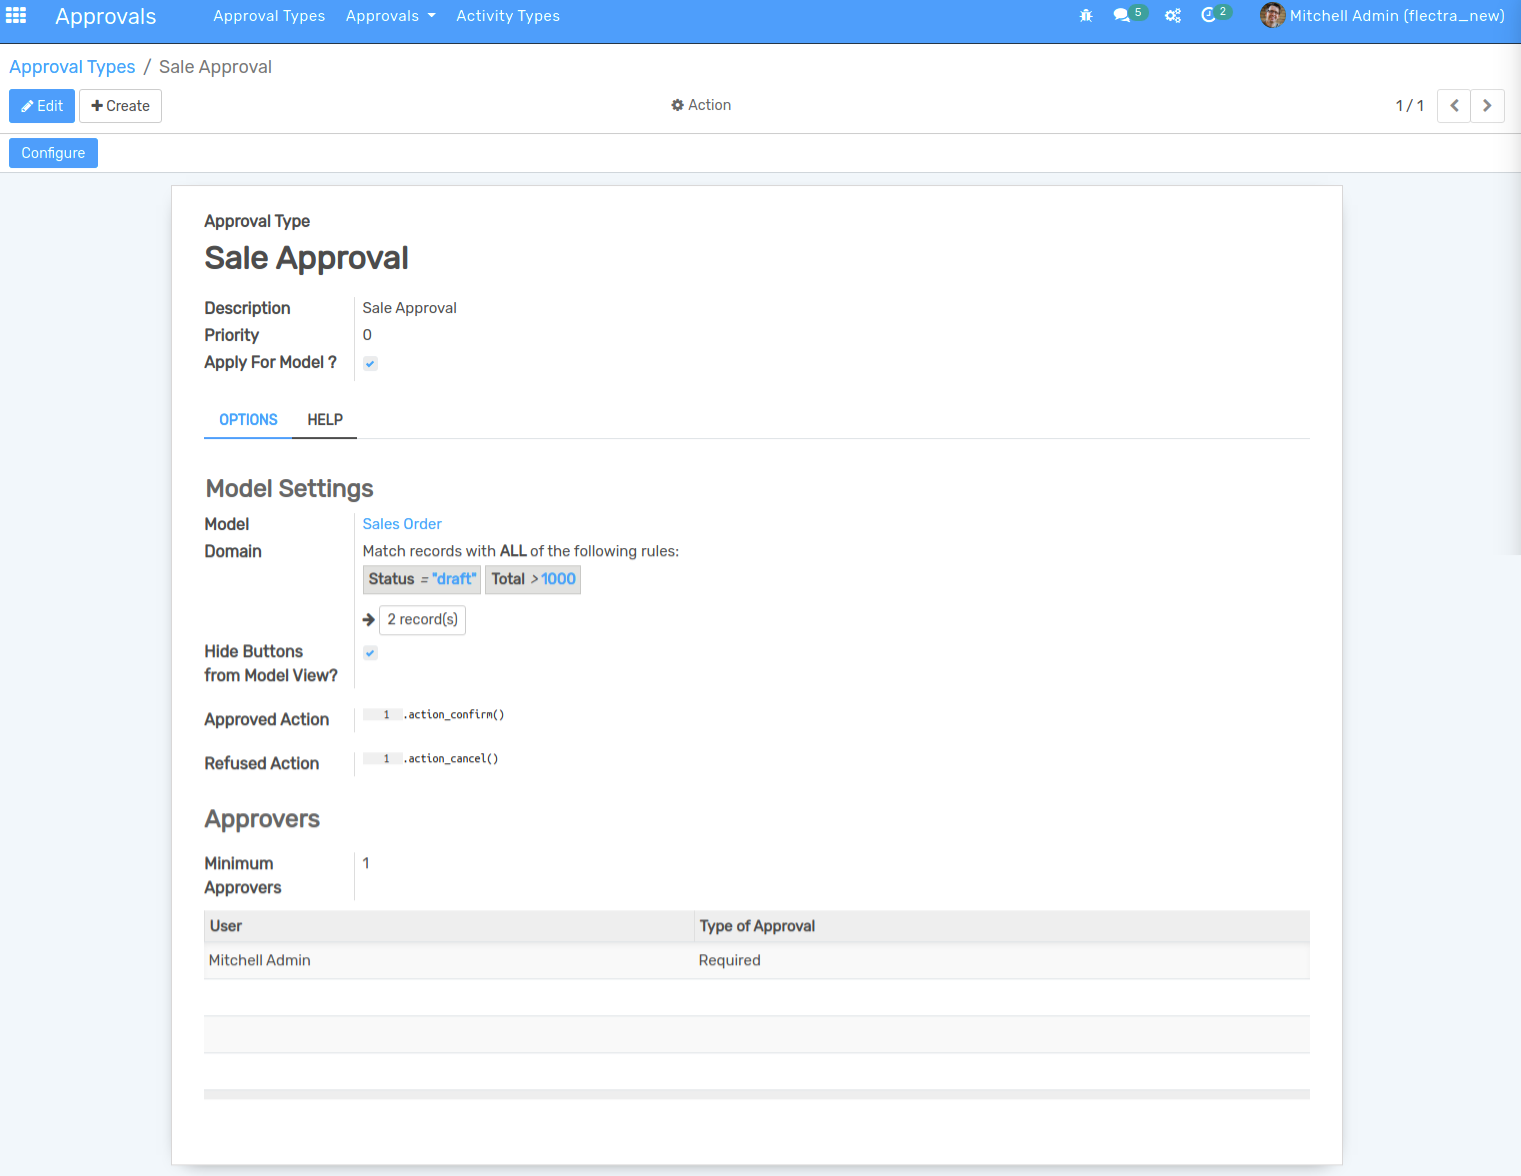 Approvals Approval Types Approvals Activity Types 5 2 Mitchell Admin (flectra_new)
Approval Types / Sale Approval
Edit Create Action 1 / 1
Configure
Approval Type
Sale Approval
Description Sale Approval
Priority 0
Apply For Model ?
OPTIONS HELP
Model Settings
Model Sales Order
Domain Match records with ALL of the following rules:
Status = "draft" Total > 1000
2 record(s)
Hide Buttons
from Model View?
Approved Action 1 .action_confirm()
Refused Action 1 .action_cancel()
Approvers
Minimum 1
Approvers
User Type of Approval
Mitchell Admin Required